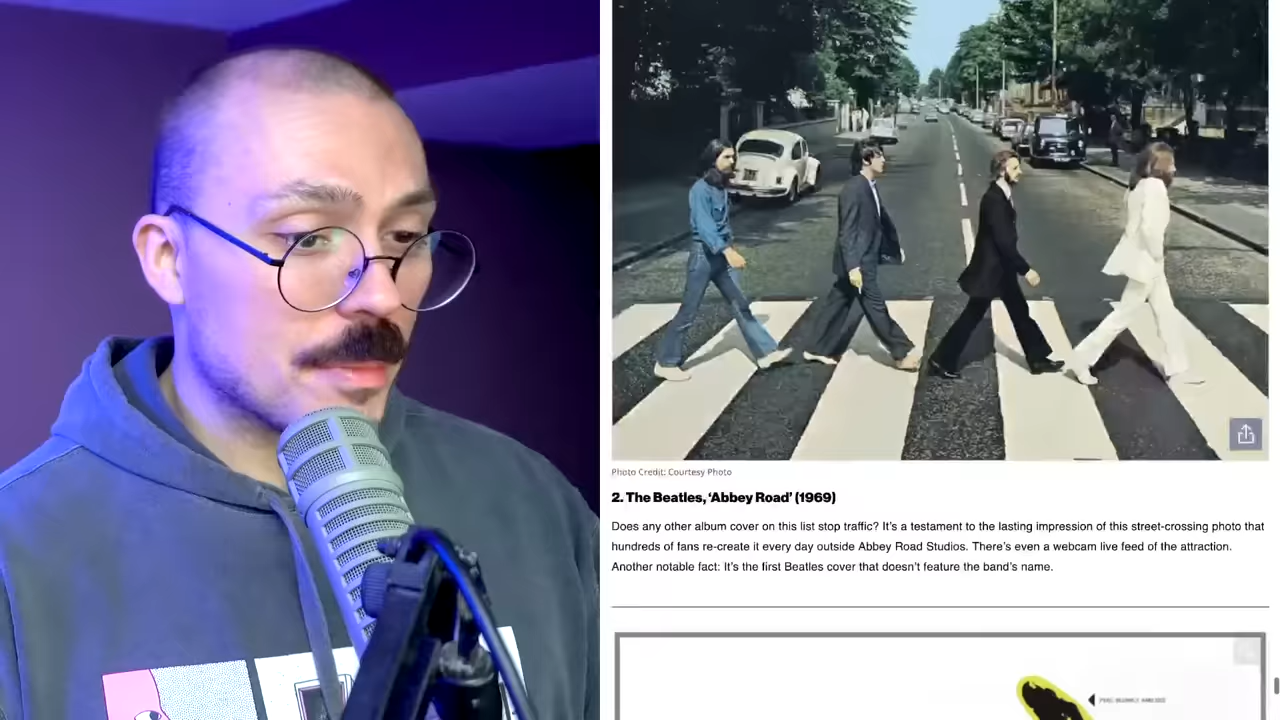 Photo Credit: Courtesy Photo
2. The Beatles, ‘Abbey Road’ (1969)
Does any other album cover on this list stop traffic? It’s a testament to the lasting impression of this street-crossing photo that
hundreds of fans re-create it every day outside Abbey Road Studios. There’s even a webcam live feed of the attraction.
Another notable fact: It’s the first Beatles cover that doesn’t feature the band’s name.